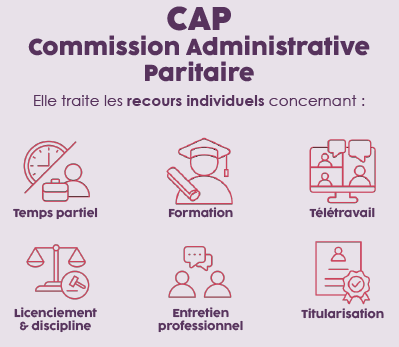 CAP
Commission Administrative
Paritaire
Elle traite les recours individuels concernant :
Temps partiel
Formation
Télétravail
Licenciement
& discipline
Entretien
professionnel
Titularisation